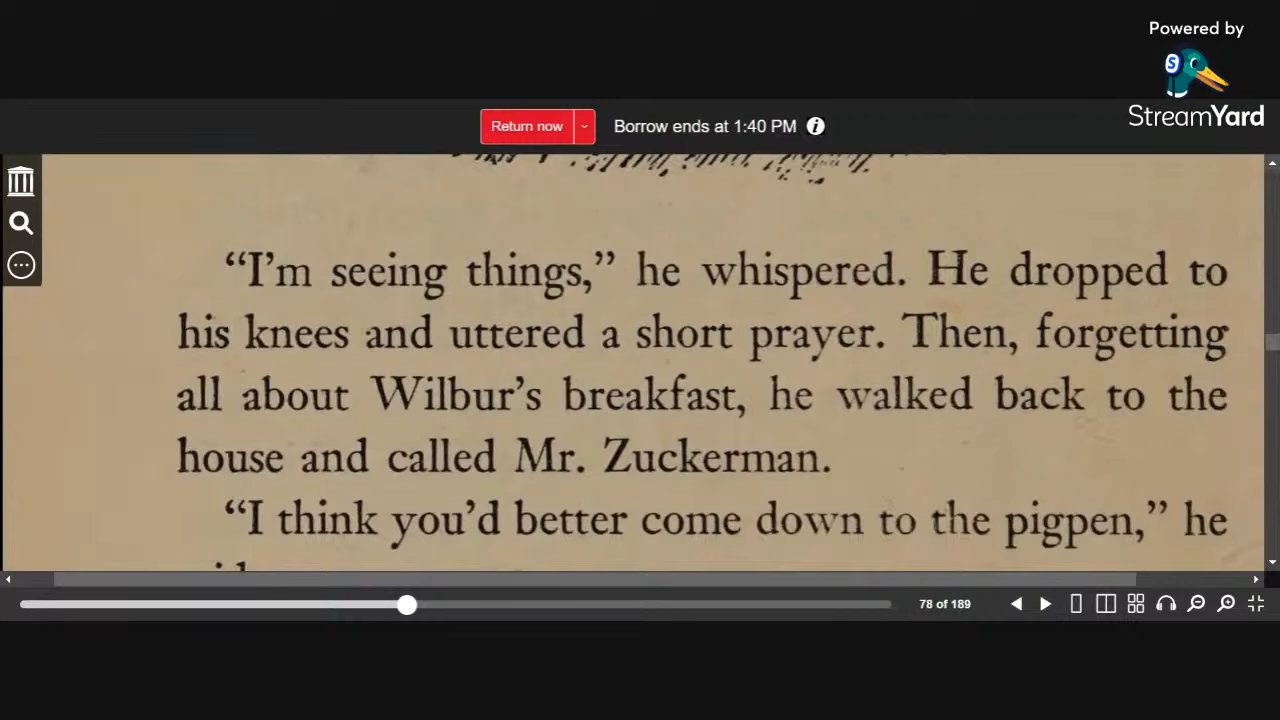 Powered by
StreamYard
Return now
Borrow ends at 1:40 PM
“I’m seeing things,” he whispered. He dropped to
his knees and uttered a short prayer. Then, forgetting
all about Wilbur’s breakfast, he walked back to the
house and called Mr. Zuckerman.
“I think you’d better come down to the pigpen,” he
78 of 189